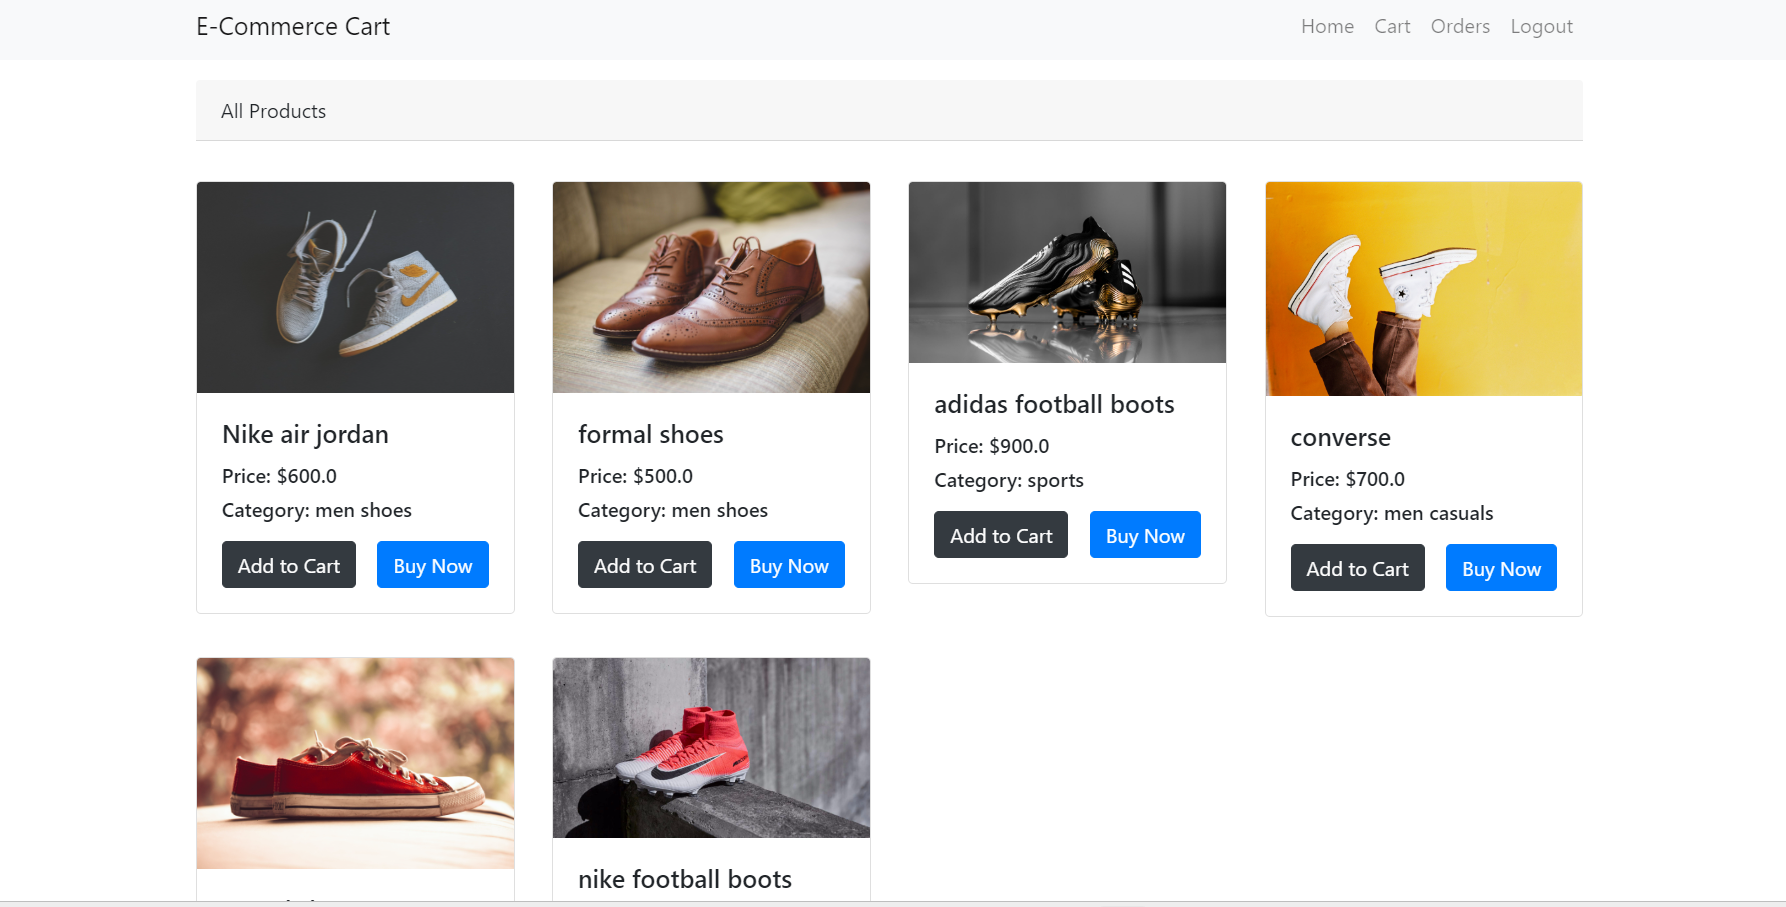 E-Commerce Cart
Home Cart Orders Logout
All Products
Nike air jordan
Price: $600.0
Category: men shoes
Add to Cart Buy Now
formal shoes
Price: $500.0
Category: men shoes
Add to Cart Buy Now
adidas football boots
Price: $900.0
Category: sports
Add to Cart Buy Now
converse
Price: $700.0
Category: men casuals
Add to Cart Buy Now
nike football boots